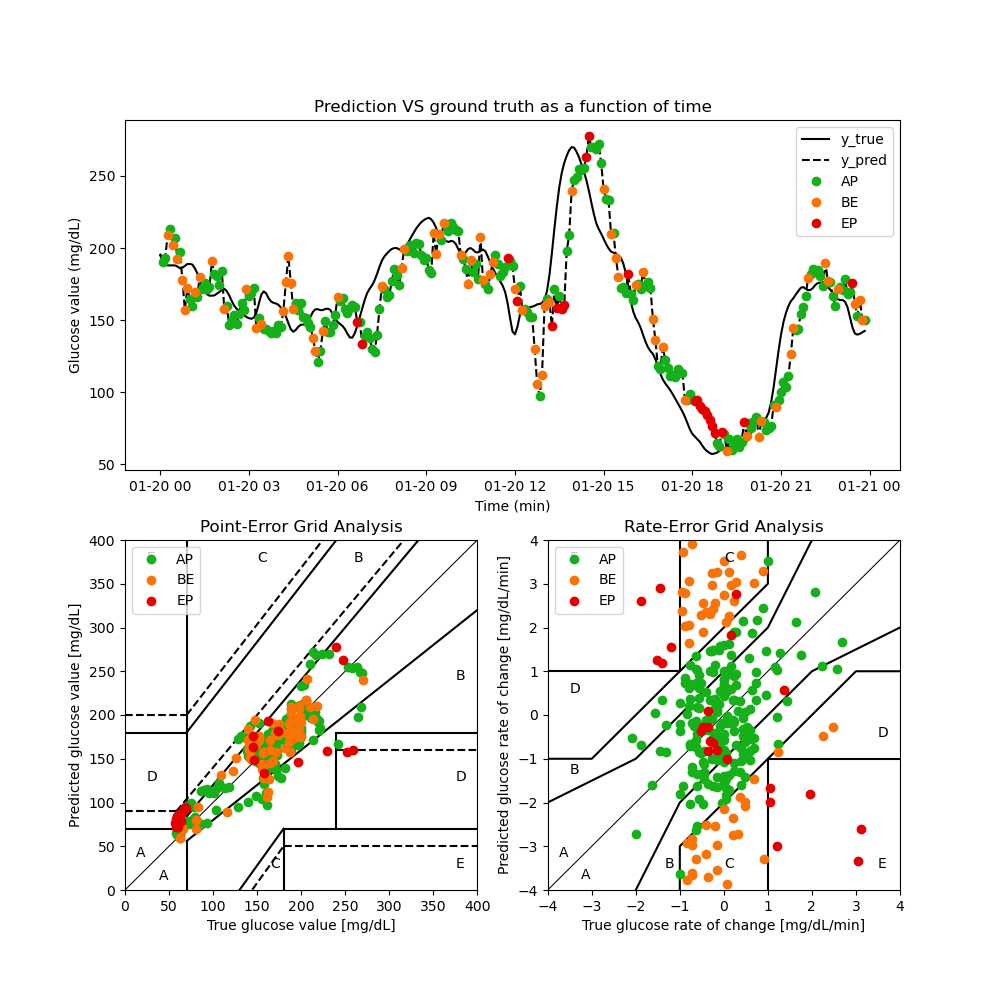 Prediction VS ground truth as a function of time
Glucose value (mg/dL)
250
200
150
100
50
y_true
y_pred
AP
BE
EP
01-20 00 01-20 03 01-20 06 01-20 09 01-20 12 01-20 15 01-20 18 01-20 21 01-21 00
Time (min)
Point-Error Grid Analysis
Predicted glucose value [mg/dL]
400
350
300
250
200
150
100
50
0
AP
BE
EP
C
B
B
D
D
A
A
C
E
0 50 100 150 200 250 300 350 400
True glucose value [mg/dL]
Rate-Error Grid Analysis
Predicted glucose rate of change [mg/dL/min]
4
3
2
1
0
−1
−2
−3
−4
AP
BE
EP
C
D
D
B
A
A
B
C
E
−4 −3 −2 −1 0 1 2 3 4
True glucose rate of change [mg/dL/min]